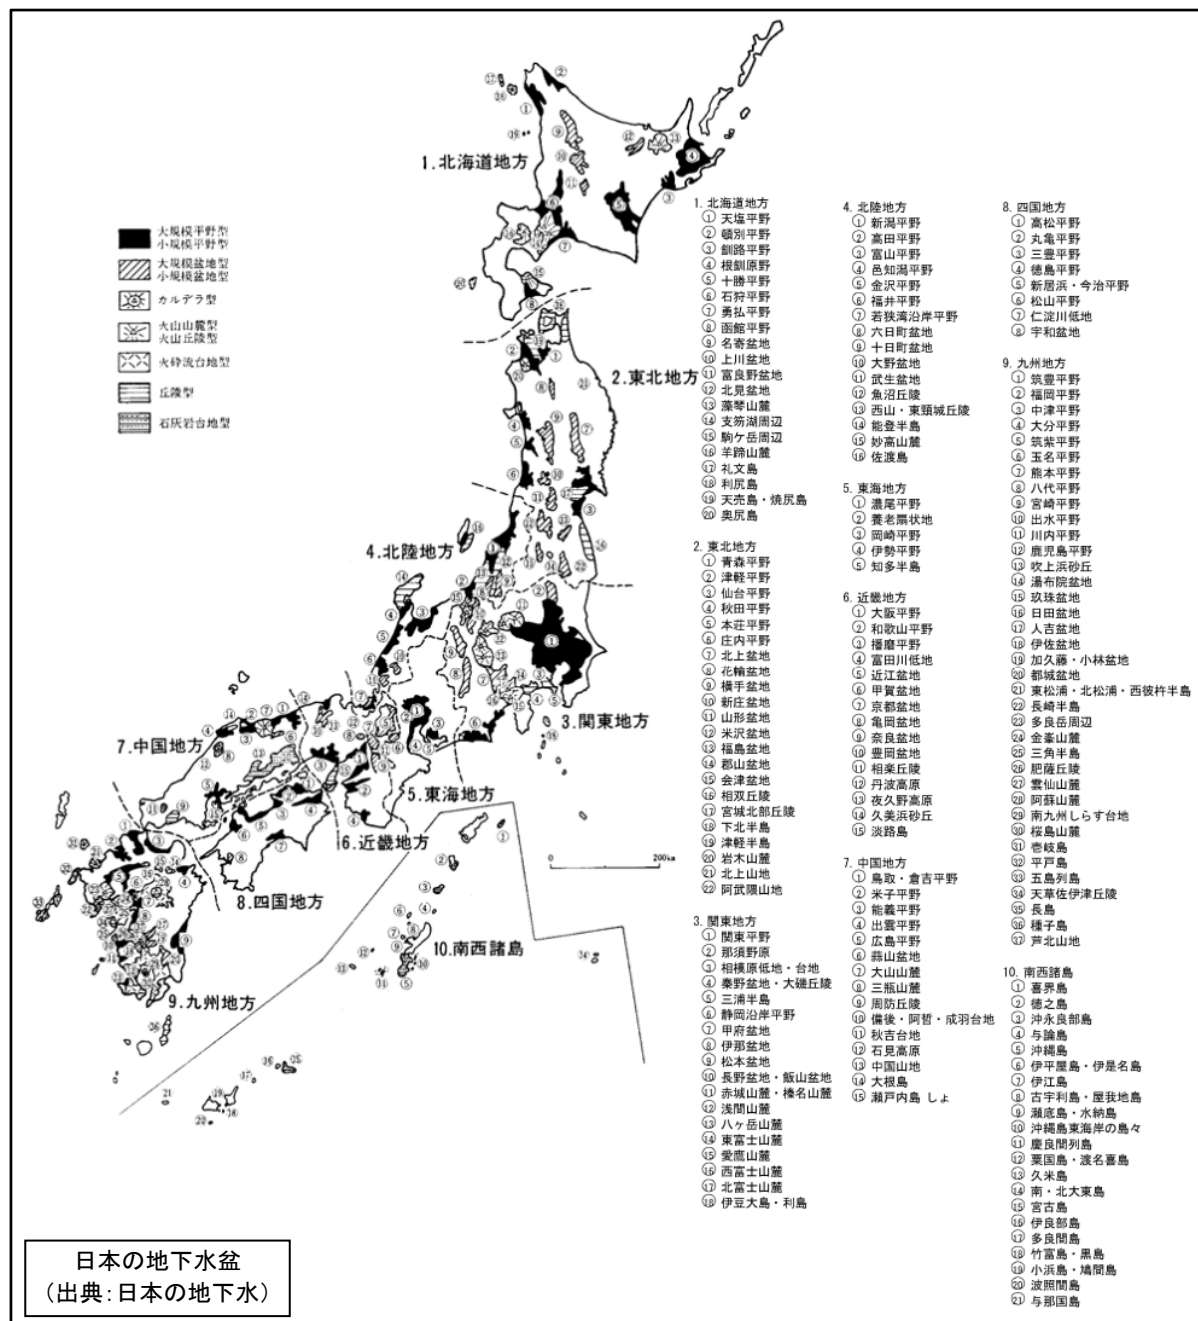 1.北海道地方
2.東北地方
4.北陸地方
3.関東地方
7.中国地方
5.東海地方
6.近畿地方
8.四国地方
10.南西諸島
9.九州地方
0 200km
大規模平野型
小規模平野型
大規模盆地型
小規模盆地型
カルデラ型
火山山麓型
火山丘陵型
火砕流台地型
丘陵型
石灰岩台地型
1. 北海道地方
① 天塩平野
② 頓別平野
③ 釧路平野
④ 根釧原野
⑤ 十勝平野
⑥ 石狩平野
⑦ 勇払平野
⑧ 函館平野
⑨ 名寄盆地
⑩ 上川盆地
⑪ 富良野盆地
⑫ 北見盆地
⑬ 藻琴山麓
⑭ 支笏湖周辺
⑮ 駒ケ岳周辺
⑯ 羊蹄山麓
⑰ 礼文島
⑱ 利尻島
⑲ 天売島・焼尻島
⑳ 奥尻島
2. 東北地方
① 青森平野
② 津軽平野
③ 仙台平野
④ 秋田平野
⑤ 本荘平野
⑥ 庄内平野
⑦ 北上盆地
⑧ 花輪盆地
⑨ 横手盆地
⑩ 新庄盆地
⑪ 山形盆地
⑫ 米沢盆地
⑬ 福島盆地
⑭ 郡山盆地
⑮ 会津盆地
⑯ 相双丘陵
⑰ 宮城北部丘陵
⑱ 下北半島
⑲ 津軽半島
⑳ 岩木山麓
㉑ 北上山地
㉒ 阿武隈山地
3. 関東地方
① 関東平野
② 那須野原
③ 相模原低地・台地
④ 秦野盆地・大磯丘陵
⑤ 三浦半島
⑥ 静岡沿岸平野
⑦ 甲府盆地
⑧ 伊那盆地
⑨ 松本盆地
⑩ 長野盆地・飯山盆地
⑪ 赤城山麓・榛名山麓
⑫ 浅間山麓
⑬ 八ヶ岳山麓
⑭ 東富士山麓
⑮ 愛鷹山麓
⑯ 西富士山麓
⑰ 北富士山麓
⑱ 伊豆大島・利島
4. 北陸地方
① 新潟平野
② 高田平野
③ 富山平野
④ 邑知潟平野
⑤ 金沢平野
⑥ 福井平野
⑦ 若狭湾沿岸平野
⑧ 六日町盆地
⑨ 十日町盆地
⑩ 大野盆地
⑪ 武生盆地
⑫ 魚沼丘陵
⑬ 西山・東頸城丘陵
⑭ 能登半島
⑮ 妙高山麓
⑯ 佐渡島
5. 東海地方
① 濃尾平野
② 養老扇状地
③ 岡崎平野
④ 伊勢平野
⑤ 知多半島
6. 近畿地方
① 大阪平野
② 和歌山平野
③ 播磨平野
④ 富田川低地
⑤ 近江盆地
⑥ 甲賀盆地
⑦ 京都盆地
⑧ 亀岡盆地
⑨ 奈良盆地
⑩ 豊岡盆地
⑪ 相楽丘陵
⑫ 丹波高原
⑬ 夜久野高原
⑭ 久美浜砂丘
⑮ 淡路島
7. 中国地方
① 鳥取・倉吉平野
② 米子平野
③ 能義平野
④ 出雲平野
⑤ 広島平野
⑥ 蒜山盆地
⑦ 大山山麓
⑧ 三瓶山麓
⑨ 周防丘陵
⑩ 備後・阿哲・成羽台地
⑪ 秋吉台地
⑫ 石見高原
⑬ 中国山地
⑭ 大根島
⑮ 瀬戸内島 しょ
8. 四国地方
① 高松平野
② 丸亀平野
③ 三豊平野
④ 徳島平野
⑤ 新居浜・今治平野
⑥ 松山平野
⑦ 仁淀川低地
⑧ 宇和盆地
9. 九州地方
① 筑豊平野
② 福岡平野
③ 中津平野
④ 大分平野
⑤ 筑紫平野
⑥ 玉名平野
⑦ 熊本平野
⑧ 八代平野
⑨ 宮崎平野
⑩ 出水平野
⑪ 川内平野
⑫ 鹿児島平野
⑬ 吹上浜砂丘
⑭ 湯布院盆地
⑮ 玖珠盆地
⑯ 日田盆地
⑰ 人吉盆地
⑱ 伊佐盆地
⑲ 加久藤・小林盆地
⑳ 都城盆地
㉑ 東松浦・北松浦・西彼杵半島
㉒ 長崎半島
㉓ 多良岳周辺
㉔ 金峯山麓
㉕ 三角半島
㉖ 肥薩丘陵
㉗ 雲仙山麓
㉘ 阿蘇山麓
㉙ 南九州しらす台地
㉚ 桜島山麓
㉛ 壱岐島
㉜ 平戸島
㉝ 五島列島
㉞ 天草佐伊津丘陵
㉟ 長島
㊱ 種子島
㊲ 芦北山地
10. 南西諸島
① 喜界島
② 徳之島
③ 沖永良部島
④ 与論島
⑤ 沖縄島
⑥ 伊平屋島・伊是名島
⑦ 伊江島
⑧ 古宇利島・屋我地島
⑨ 瀬底島・水納島
⑩ 沖縄島東海岸の島々
⑪ 慶良間列島
⑫ 粟国島・渡名喜島
⑬ 久米島
⑭ 南・北大東島
⑮ 宮古島
⑯ 伊良部島
⑰ 多良間島
⑱ 竹富島・黒島
⑲ 小浜島・鳩間島
⑳ 波照間島
㉑ 与那国島
日本の地下水盆
（出典：日本の地下水）